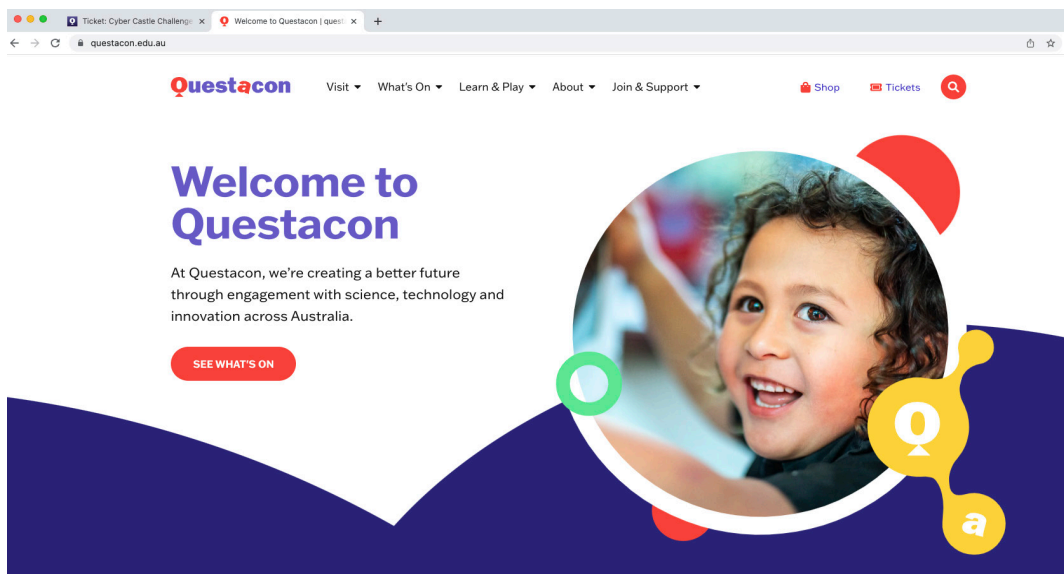 Ticket: Cyber Castle Challenge
Welcome to Questacon | quest
questacon.edu.au
Questacon
Visit
What's On
Learn & Play
About
Join & Support
Shop
Tickets
Welcome to
Questacon
At Questacon, we're creating a better future
through engagement with science, technology and
innovation across Australia.
SEE WHAT'S ON
Q
a